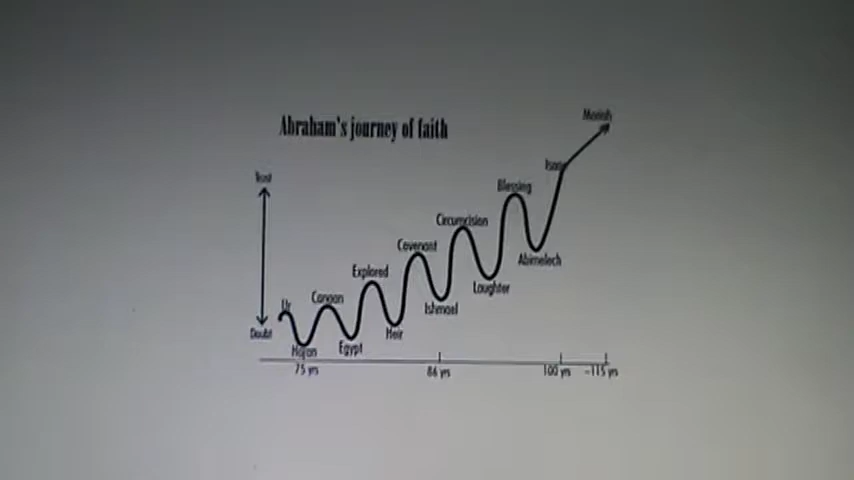 Abraham's journey of faith
Moriah
Isaac
Trust
Blessing
Circumcision
Covenant
Abimelech
Explored
Laughter
Canaan
Ur
Ishmael
Doubt
Heir
Egypt
Haran
75 yrs
86 yrs
100 yrs
~115 yrs